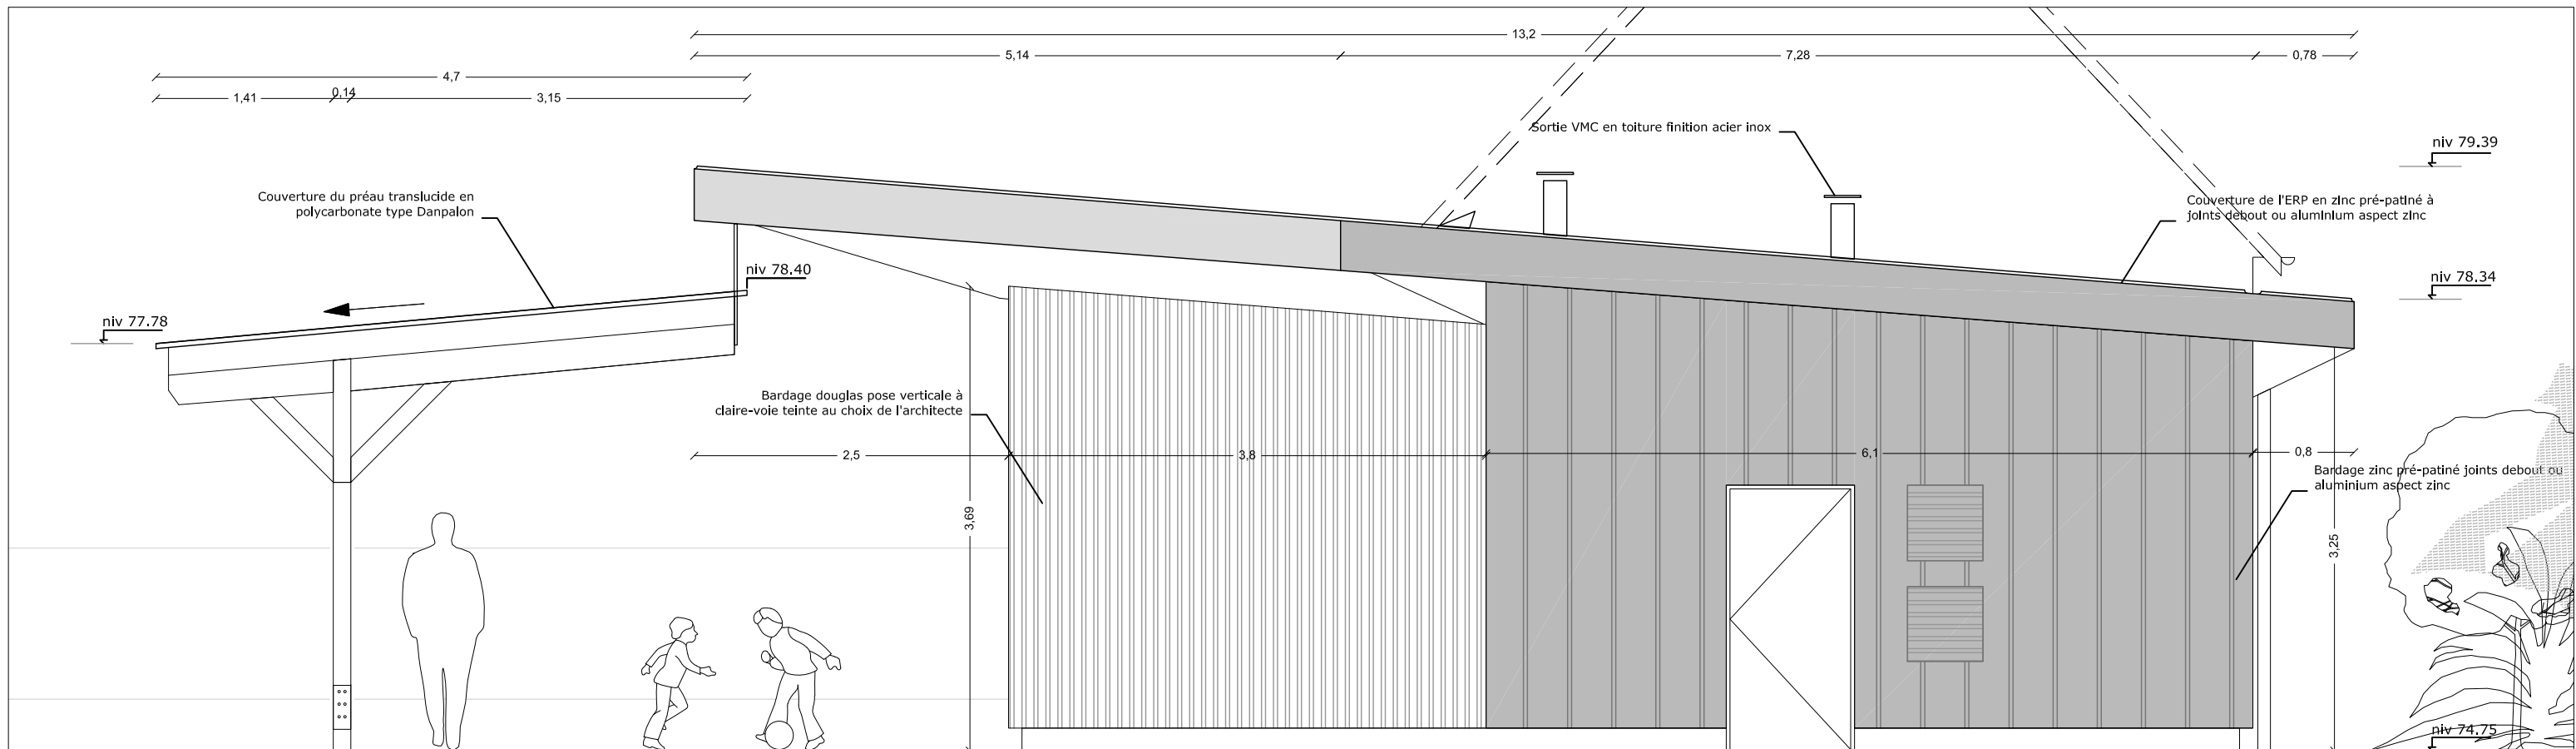 13,2
5,14
7,28
0,78
4,7
1,41
0,14
3,15
Sortie VMC en toiture finition acier inox
niv 79.39
Couverture du préau translucide en
polycarbonate type Danpalon
Couverture de l'ERP en zinc pré-patiné à
joints debout ou aluminium aspect zinc
niv 78.40
niv 78.34
niv 77.78
Bardage douglas pose verticale à
claire-voie teinte au choix de l'architecte
2,5
3,8
6,1
0,8
Bardage zinc pré-patiné joints debout ou
aluminium aspect zinc
3,69
3,25
niv 74.75